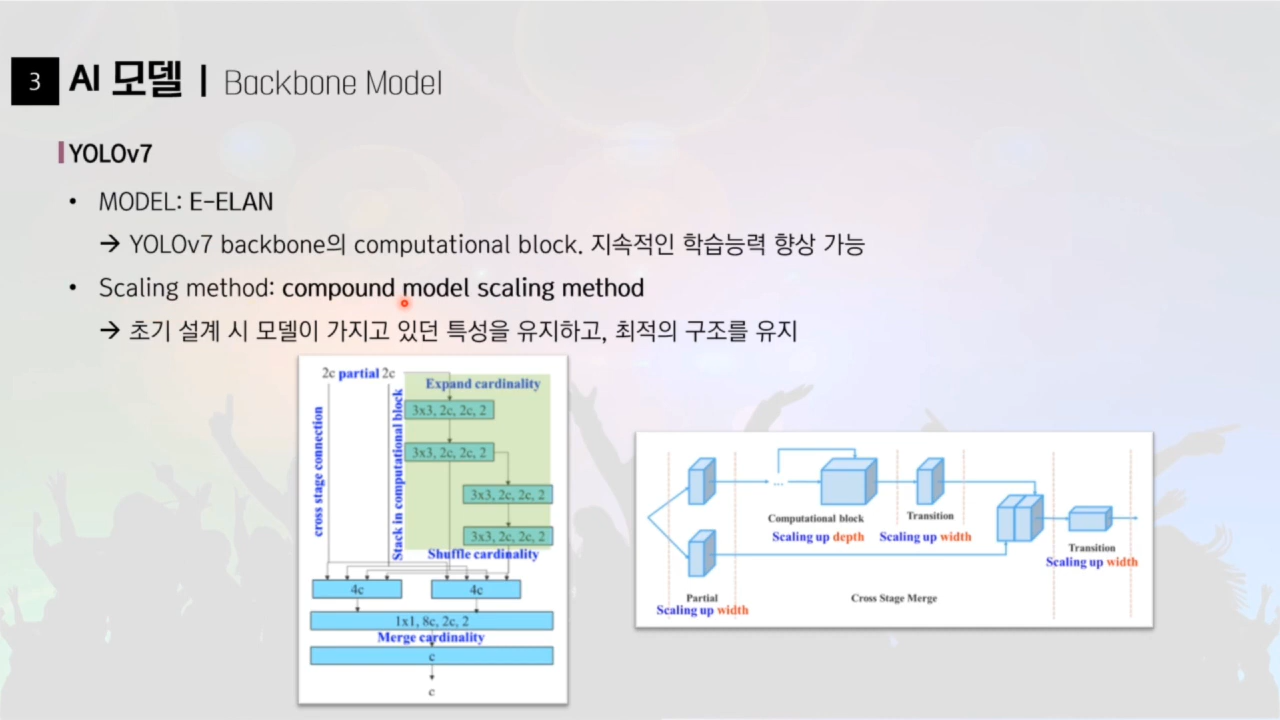 3 AI 모델 | Backbone Model
YOLOv7
• MODEL: E-ELAN
→ YOLOv7 backbone의 computational block. 지속적인 학습능력 향상 가능
• Scaling method: compound model scaling method
→ 초기 설계 시 모델이 가지고 있던 특성을 유지하고, 최적의 구조를 유지
2c partial 2c
cross stage connection
Stack in computational block
Expand cardinality
3x3, 2c, 2c, 2
3x3, 2c, 2c, 2
3x3, 2c, 2c, 2
3x3, 2c, 2c, 2
Shuffle cardinality
4c
4c
1x1, 8c, 2c, 2
Merge cardinality
c
c
...
Computational block
Scaling up depth
Transition
Scaling up width
Transition
Scaling up width
Partial
Scaling up width
Cross Stage Merge